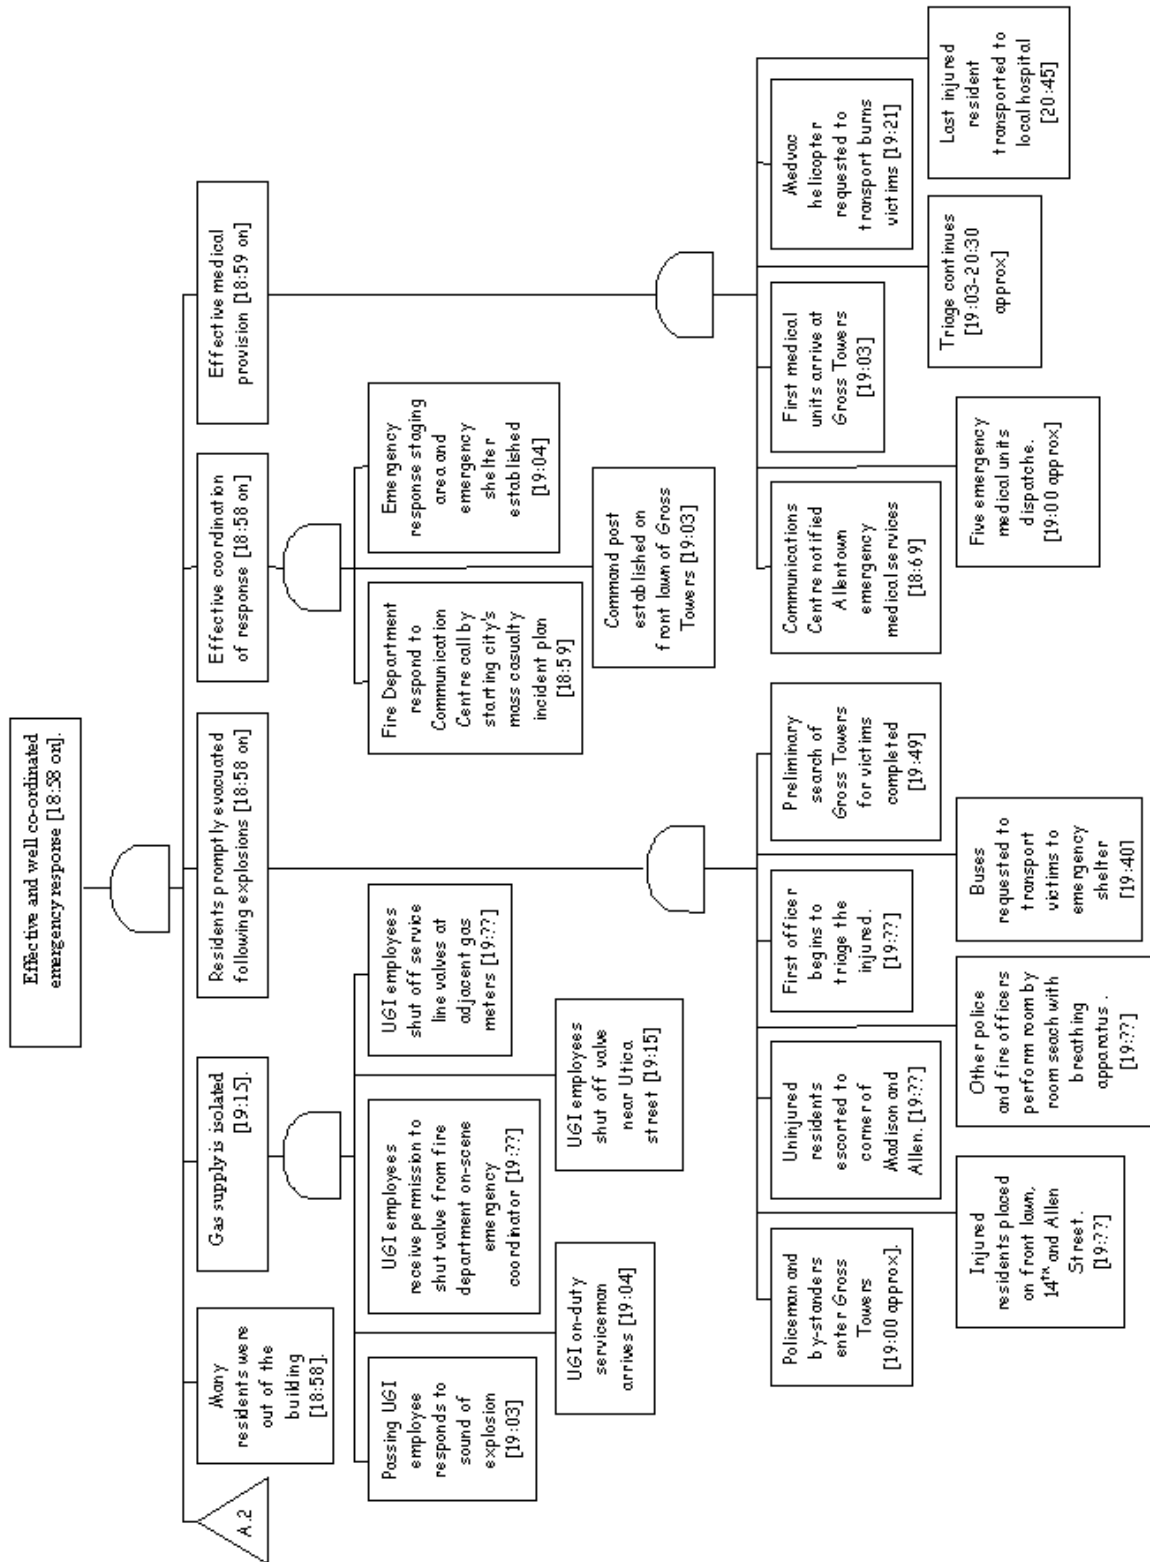 Effective and well co-ordinated
emergency response [18:58 on].
A.2
Many
residents were
out of the
building
[18:58].
Gas supply is isolated
[19:15].
Residents promptly evacuated
following explosions [18:58 on]
Effective coordination
of response [18:58 on]
Effective medical
provision [18:59 on]
Passing UGI
employee
responds to
sound of
explosion
[19:03]
UGI on-duty
serviceman
arrives [19:04]
UGI employees
receive permission to
shut valve from fire
department on-scene
emergency
coordinator [19:??]
UGI employees
shut off valve
near Utica
street [19:15]
UGI employees
shut off service
line valves at
adjacent gas
meters [19:??]
Fire Department
respond to
Communication
Centre call by
starting city's
mass casualty
incident plan
[18:59]
Command post
established on
front lawn of Gross
Towers [19:03]
Emergency
response staging
area and
emergency
shelter
established
[19:04]
Policeman and
by-standers
enter Gross
Towers
[19:00 approx].
Injured
residents placed
on front lawn,
14TH and Allen
Street.
[19:??]
Uninjured
residents
escorted to
corner of
Madison and
Allen. [19:??]
Other police
and fire officers
perform room by
room seach with
breathing
apparatus.
[19:??]
First officer
begins to
triage the
injured.
[19:??]
Buses
requested to
transport
victims to
emergency
shelter
[19:40]
Preliminary
search of
Gross Towers
for victims
completed
[19:49]
Communications
Centre notified
Allentown
emergency
medical services
[18:69]
Five emergency
medical units
dispatche.
[19:00 approx]
First medical
units arrive at
Gross Towers
[19:03]
Triage continues
[19:03-20:30
approx]
Medvac
helicopter
requested to
transport burns
victims [19:21]
Last injured
resident
transported to
local hospital
[20:45]